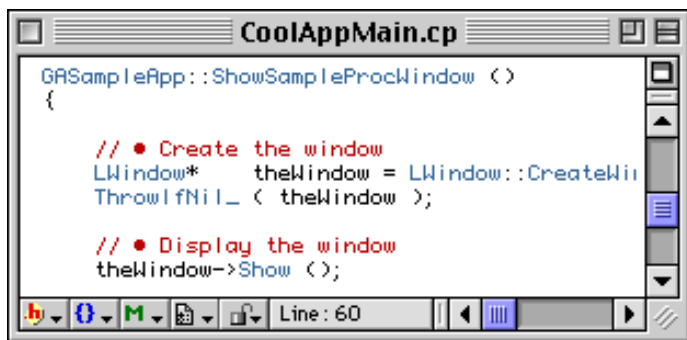 CoolAppMain.cp
GASampleApp::ShowSampleProcWindow ()
{
// • Create the window
LWindow* theWindow = LWindow::CreateWin
ThrowIfNil_ ( theWindow );
// • Display the window
theWindow->Show ();
h {} M Line: 60